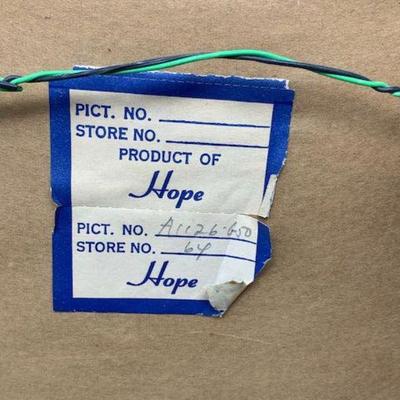 PICT. NO.
STORE NO.
PRODUCT OF
Hope
PICT. NO. A1126-650
STORE NO. 64
Hope